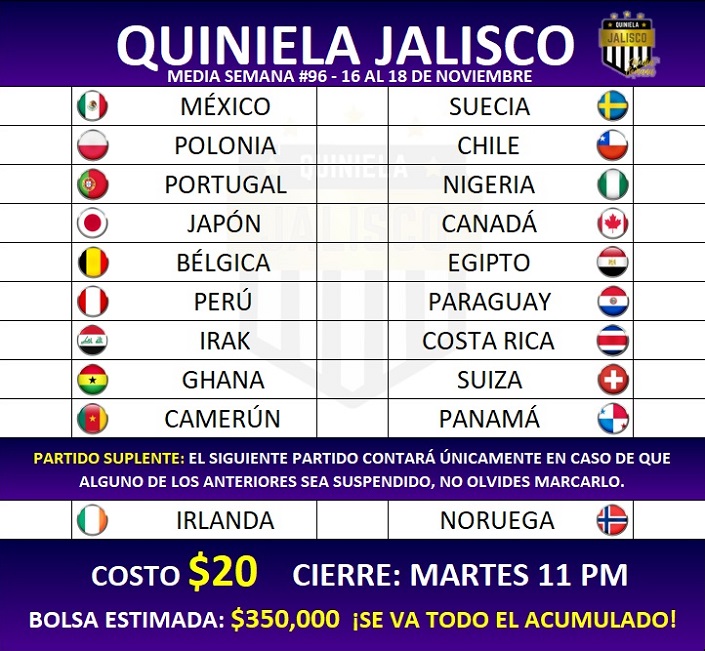 QUINIELA JALISCO
MEDIA SEMANA #96 - 16 AL 18 DE NOVIEMBRE
JALISCO
MÉXICO SUECIA
POLONIA CHILE
PORTUGAL NIGERIA
JAPÓN CANADÁ
BÉLGICA EGIPTO
PERÚ PARAGUAY
IRAK COSTA RICA
GHANA SUIZA
CAMERÚN PANAMÁ
QUINIELA
JALISCO
PARTIDO SUPLENTE: EL SIGUIENTE PARTIDO CONTARÁ ÚNICAMENTE EN CASO DE QUE
ALGUNO DE LOS ANTERIORES SEA SUSPENDIDO, NO OLVIDES MARCARLO.
IRLANDA NORUEGA
COSTO $20 CIERRE: MARTES 11 PM
BOLSA ESTIMADA: $350,000 ¡SE VA TODO EL ACUMULADO!